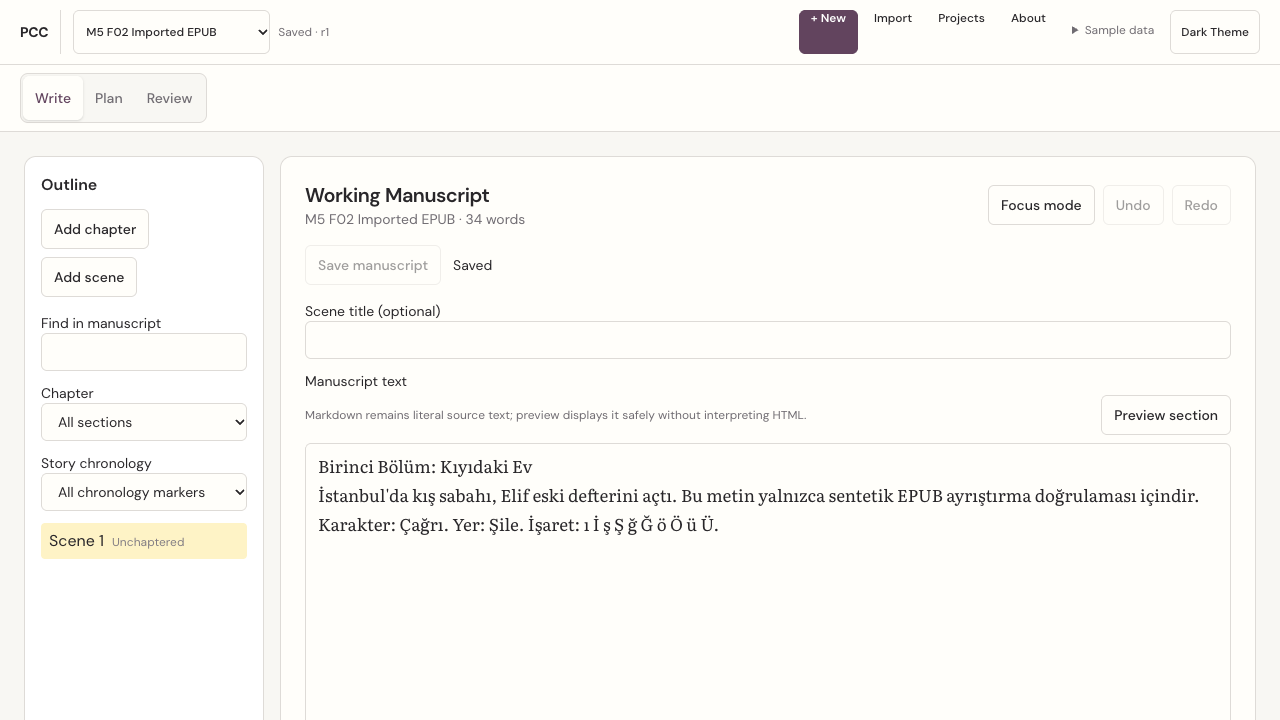 PCC
M5 F02 Imported EPUB
Saved · r1
+ New
Import
Projects
About
Sample data
Dark Theme
Write
Plan
Review
Outline
Add chapter
Add scene
Find in manuscript
Chapter
All sections
Story chronology
All chronology markers
Scene 1 Unchaptered
Working Manuscript
M5 F02 Imported EPUB · 34 words
Focus mode
Undo
Redo
Save manuscript
Saved
Scene title (optional)
Manuscript text
Markdown remains literal source text; preview displays it safely without interpreting HTML.
Preview section
Birinci Bölüm: Kıyıdaki Ev
İstanbul'da kış sabahı, Elif eski defterini açtı. Bu metin yalnızca sentetik EPUB ayrıştırma doğrulaması içindir.
Karakter: Çağrı. Yer: Şile. İşaret: ı İ ş Ş ğ Ğ ö Ö ü Ü.